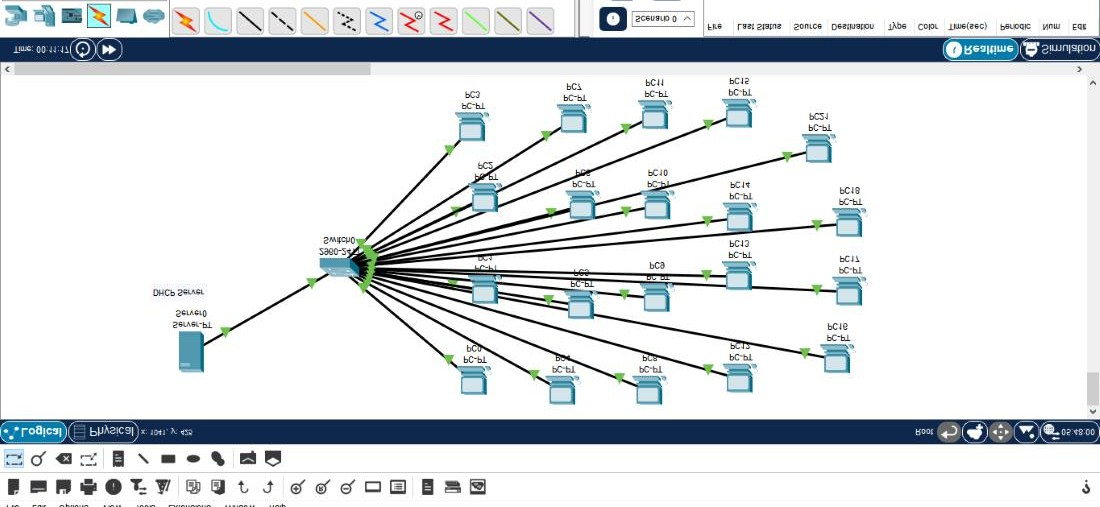 Logical Physical x: 1041, y: 425 Root 05:48:00
PC-PT
PC0
PC-PT
PC-PT
PC8
PC-PT
PC12
PC-PT
PC16
Server-PT
Server0
DHCP Server
PC-PT
PC1
PC-PT
PC5
PC-PT
PC9
PC-PT
PC13
PC-PT
PC17
2960-24
Switch0
PC-PT
PC2
PC-PT
PC-PT
PC10
PC-PT
PC14
PC-PT
PC18
PC-PT
PC3
PC-PT
PC7
PC-PT
PC11
PC-PT
PC15
PC-PT
PC21
Time: 00:11:17 Realtime Simulation
Scenario 0
Fire Last Status Source Destination Type Color Time(sec) Periodic Num Edit